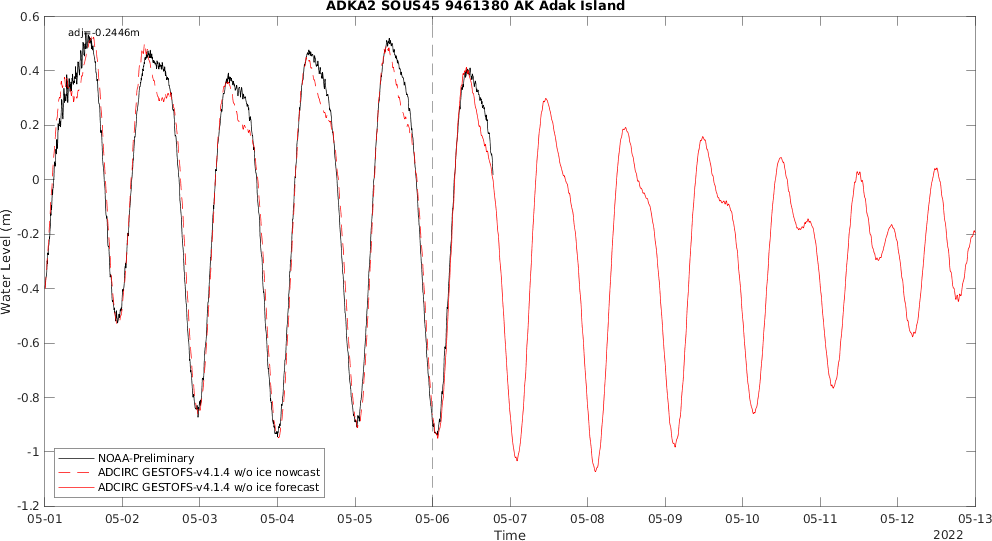 ADKA2 SOUS45 9461380 AK Adak Island
adj=-0.2446m
0.6
0.4
0.2
0
-0.2
-0.4
-0.6
-0.8
-1
-1.2
Water Level (m)
NOAA-Preliminary
ADCIRC GESTOFS-v4.1.4 w/o ice nowcast
ADCIRC GESTOFS-v4.1.4 w/o ice forecast
05-01 05-02 05-03 05-04 05-05 05-06 05-07 05-08 05-09 05-10 05-11 05-12 05-13
Time
2022